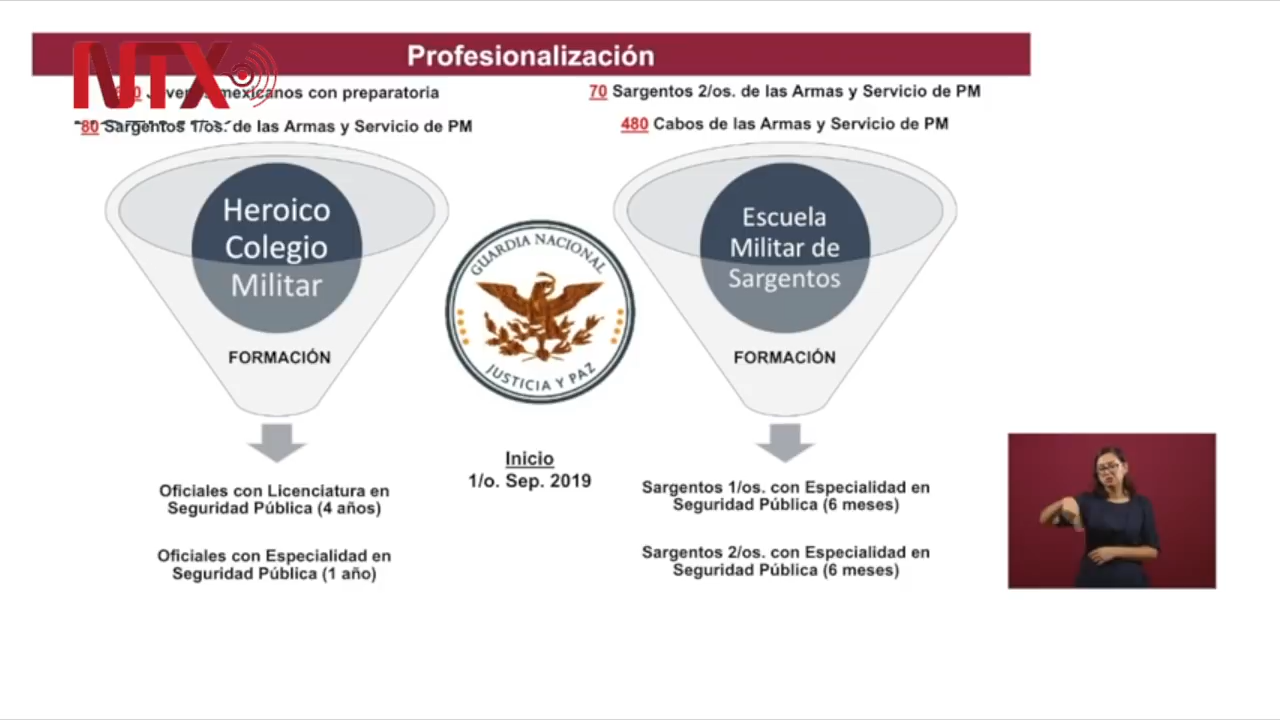 Profesionalización
NTX
mexicanos con preparatoria
80 Sargentos 1/os. de las Armas y Servicio de PM
70 Sargentos 2/os. de las Armas y Servicio de PM
480 Cabos de las Armas y Servicio de PM
Heroico
Colegio
Militar
FORMACIÓN
GUARDIA NACIONAL
JUSTICIA Y PAZ
Escuela
Militar de
Sargentos
FORMACIÓN
Oficiales con Licenciatura en
Seguridad Pública (4 años)
Oficiales con Especialidad en
Seguridad Pública (1 año)
Inicio
1/o. Sep. 2019
Sargentos 1/os. con Especialidad en
Seguridad Pública (6 meses)
Sargentos 2/os. con Especialidad en
Seguridad Pública (6 meses)